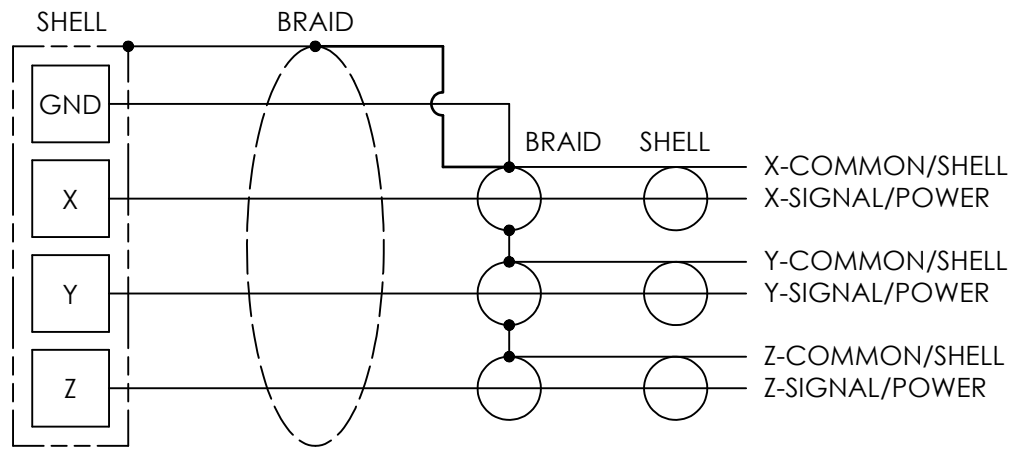 SHELL
BRAID
GND
BRAID
SHELL
X-COMMON/SHELL
X
X-SIGNAL/POWER
Y-COMMON/SHELL
Y
Y-SIGNAL/POWER
Z-COMMON/SHELL
Z
Z-SIGNAL/POWER